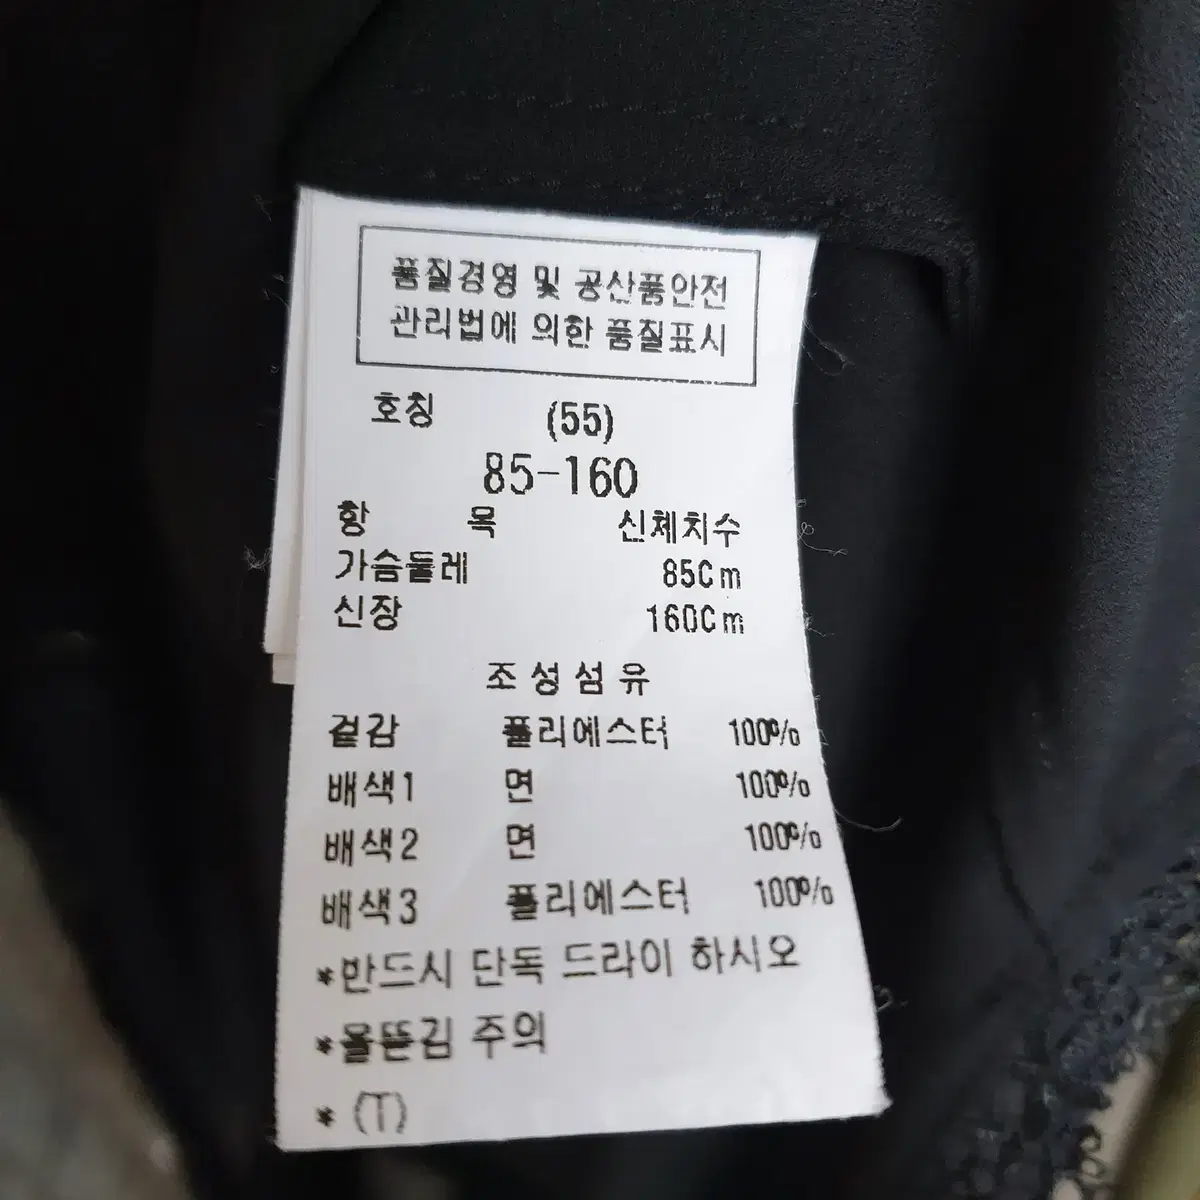 품질경영 및 공산품안전
관리법에 의한 품질표시
호칭 (55)
85-160
항 목 신체치수
가슴둘레 85Cm
신장 160Cm
조성섬유
겉감 폴리에스터 100%
배색1 면 100%
배색2 면 100%
배색3 폴리에스터 100%
*반드시 단독 드라이 하시오
*올뜯김 주의
* (T)